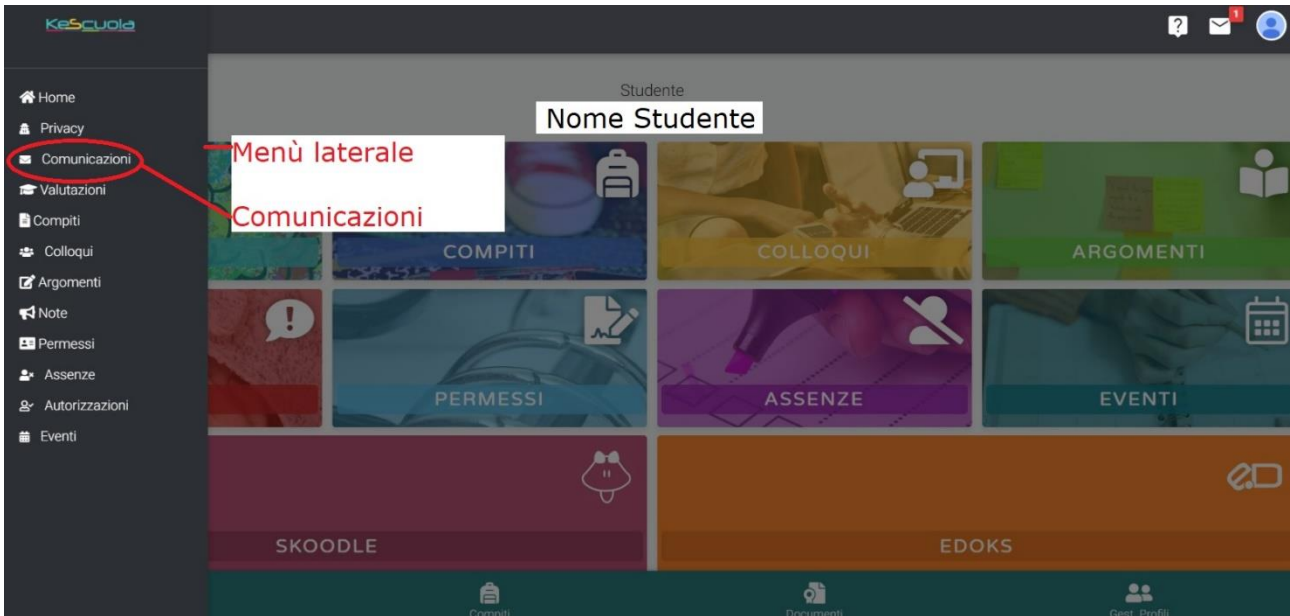 KeScuola
1
Home
Privacy
Comunicazioni
Valutazioni
Compiti
Colloqui
Argomenti
Note
Permessi
Assenze
Autorizzazioni
Eventi
Studente
Nome Studente
Menù laterale
Comunicazioni
COMPITI
COLLOQUI
ARGOMENTI
PERMESSI
ASSENZE
EVENTI
SKOODLE
EDOKS
Compiti
Documenti
Gest. Profili